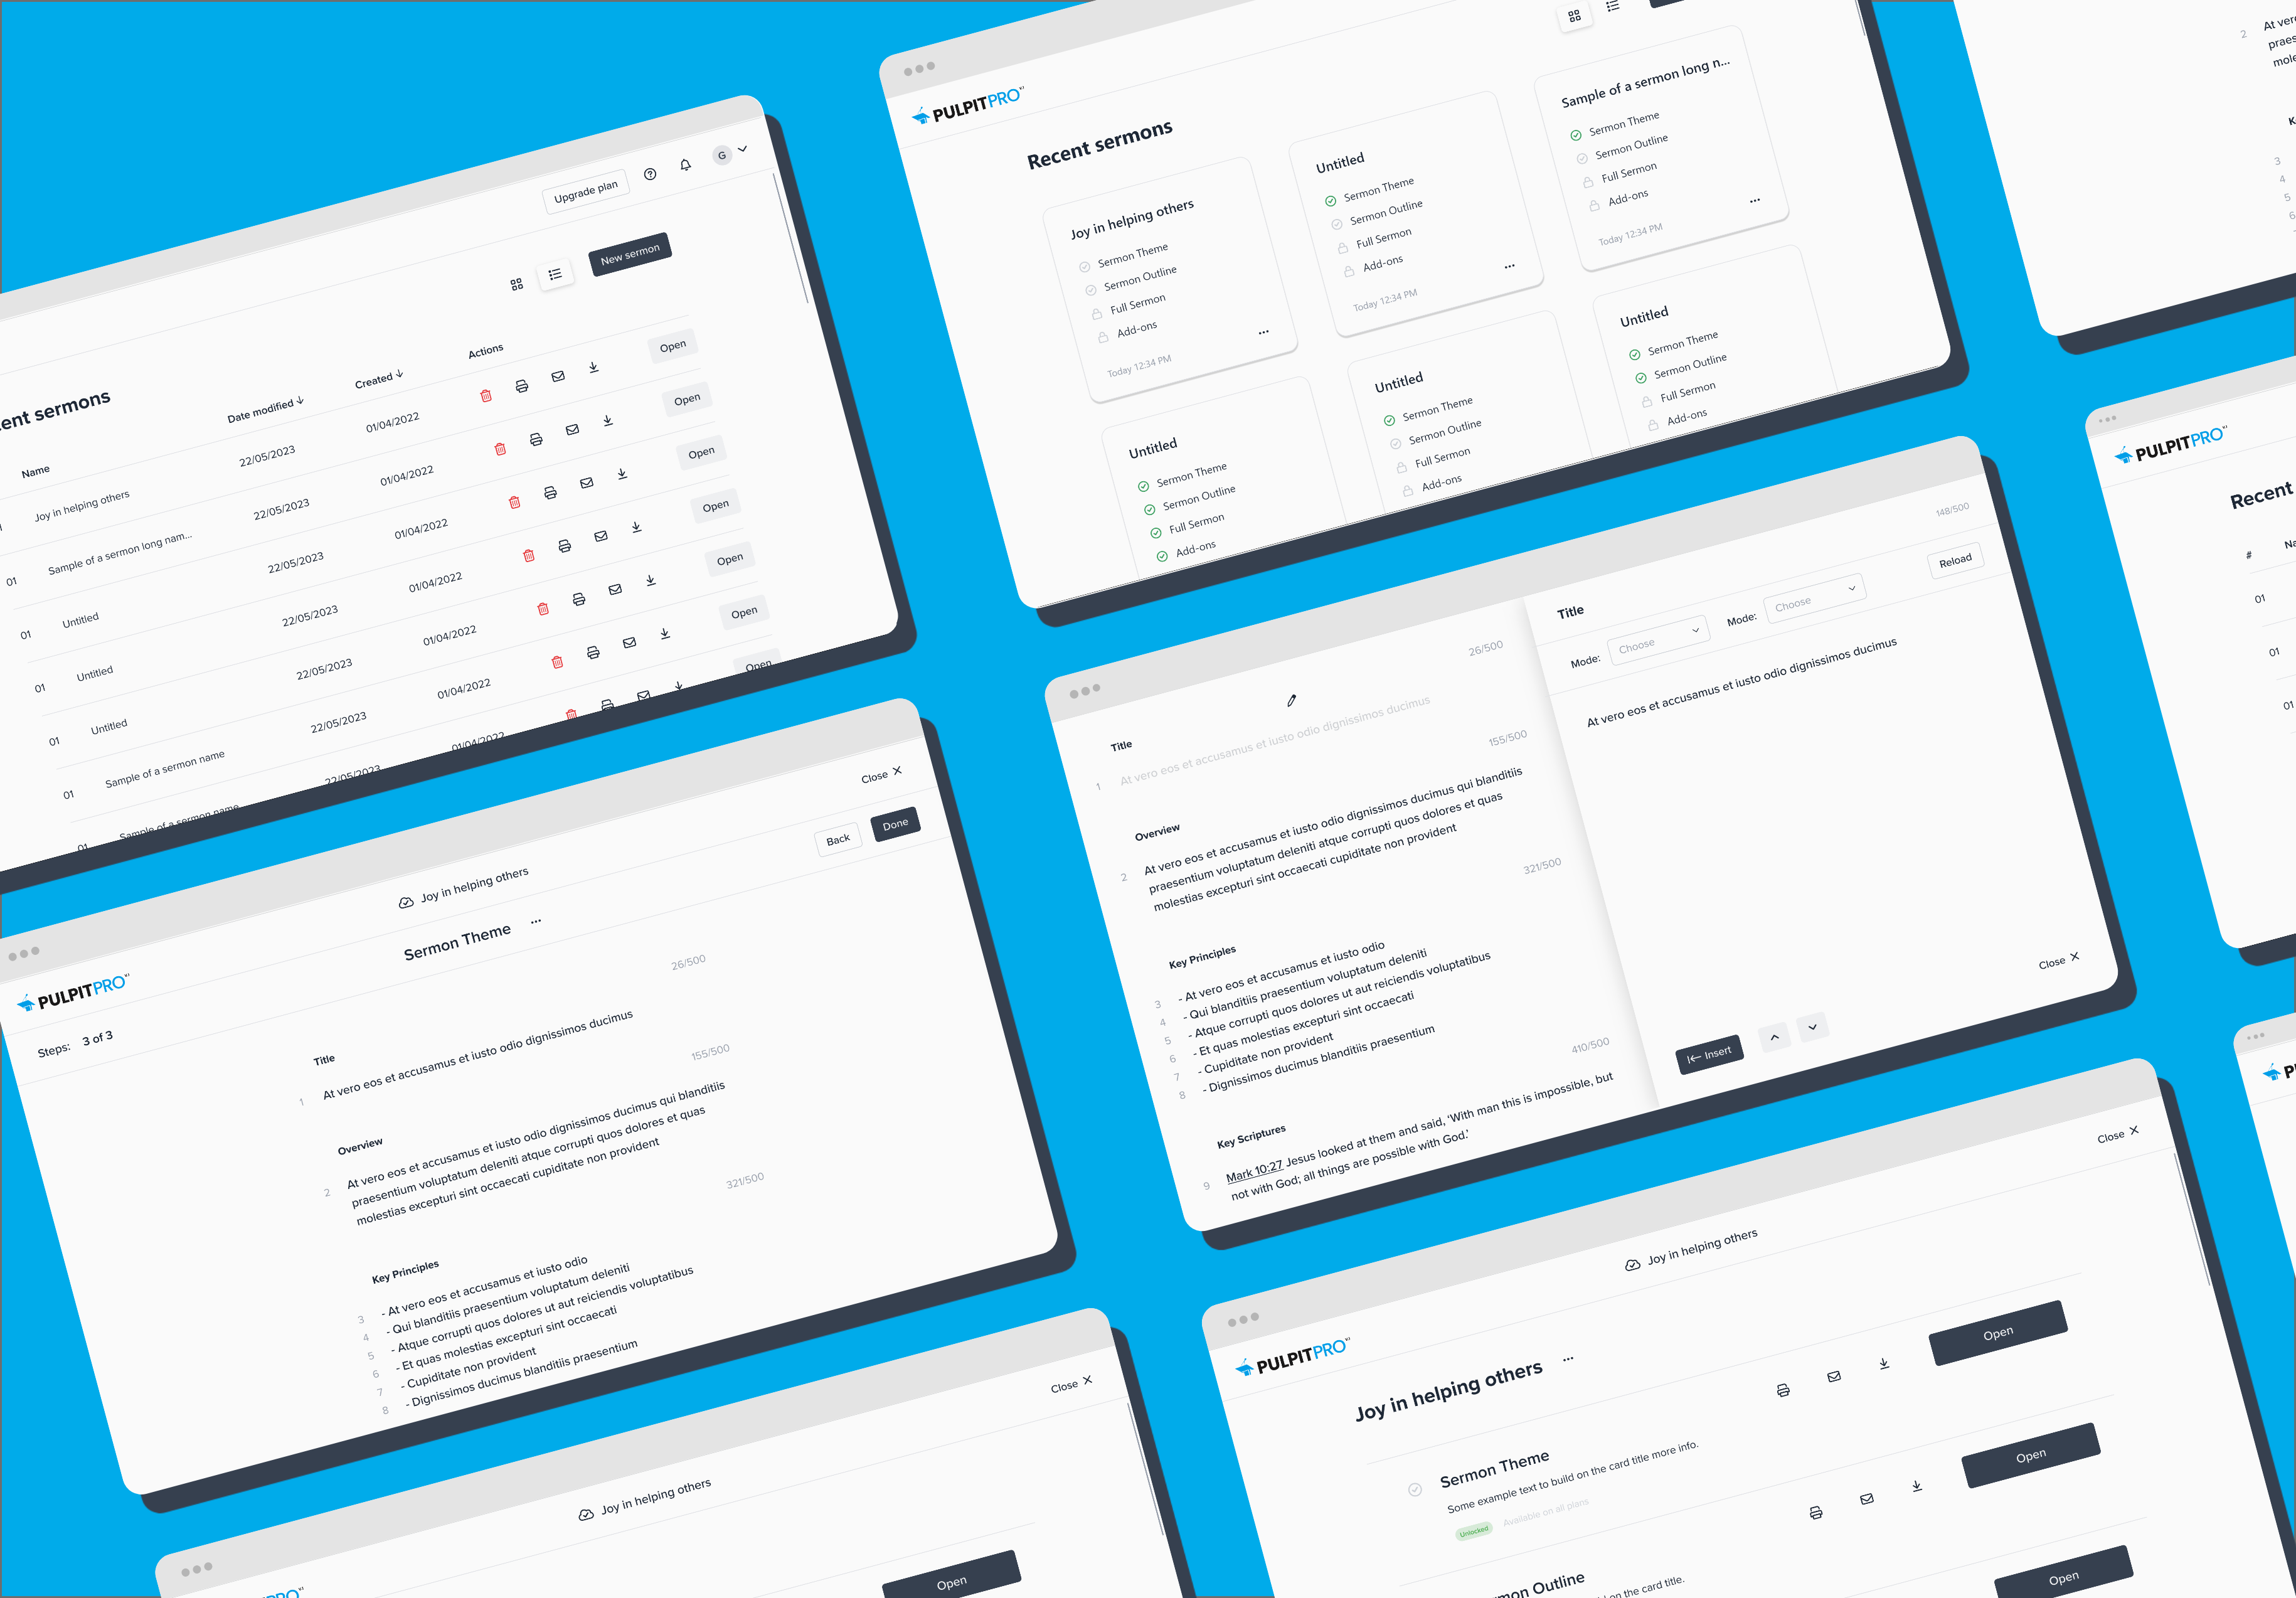 Upgrade plan
G
New sermon
ent sermons
Name
Date modified
Created
Actions
Joy in helping others
22/05/2023
01/04/2022
Open
01
Sample of a sermon long nam...
22/05/2023
01/04/2022
Open
01
Untitled
22/05/2023
01/04/2022
Open
01
Untitled
22/05/2023
01/04/2022
Open
01
Untitled
22/05/2023
01/04/2022
Open
01
Sample of a sermon name
22/05/2023
01/04/2022
Open
01
Sample of a sermon name
22/05/2023
01/04/2022
Open
PULPITPRO
Recent sermons
Joy in helping others
Sermon Theme
Sermon Outline
Full Sermon
Add-ons
Today 12:34 PM
Untitled
Sermon Theme
Sermon Outline
Full Sermon
Add-ons
Today 12:34 PM
Sample of a sermon long n...
Sermon Theme
Sermon Outline
Full Sermon
Add-ons
Today 12:34 PM
Untitled
Sermon Theme
Sermon Outline
Full Sermon
Add-ons
Untitled
Sermon Theme
Sermon Outline
Full Sermon
Add-ons
Untitled
Sermon Theme
Sermon Outline
Full Sermon
Add-ons
2
At ver
praes
mole
3
4
5
PULPITPRO
Recent
#
Na
01
01
01
PULPITPRO
Joy in helping others
Close
Steps: 3 of 3
Sermon Theme
Back
Done
Title
26/500
1 At vero eos et accusamus et iusto odio dignissimos ducimus
Overview
155/500
2 At vero eos et accusamus et iusto odio dignissimos ducimus qui blanditiis
praesentium voluptatum deleniti atque corrupti quos dolores et quas
molestias excepturi sint occaecati cupiditate non provident
Key Principles
321/500
3 - At vero eos et accusamus et iusto odio
4 - Qui blanditiis praesentium voluptatum deleniti
5 - Atque corrupti quos dolores ut aut reiciendis voluptatibus
6 - Et quas molestias excepturi sint occaecati
7 - Cupiditate non provident
8 - Dignissimos ducimus blanditiis praesentium
Title
26/500
1 At vero eos et accusamus et iusto odio dignissimos ducimus
Overview
155/500
2 At vero eos et accusamus et iusto odio dignissimos ducimus qui blanditiis
praesentium voluptatum deleniti atque corrupti quos dolores et quas
molestias excepturi sint occaecati cupiditate non provident
Key Principles
321/500
3 - At vero eos et accusamus et iusto odio
4 - Qui blanditiis praesentium voluptatum deleniti
5 - Atque corrupti quos dolores ut aut reiciendis voluptatibus
6 - Et quas molestias excepturi sint occaecati
7 - Cupiditate non provident
8 - Dignissimos ducimus blanditiis praesentium
Key Scriptures
410/500
9 Mark 10:27 Jesus looked at them and said, 'With man this is impossible, but
not with God; all things are possible with God.'
Title
148/500
Mode: Choose
Mode: Choose
Reload
At vero eos et accusamus et iusto odio dignissimos ducimus
Insert
Close
Joy in helping others
Close
Open
PULPITPRO
Joy in helping others
Close
Joy in helping others
Sermon Theme
Some example text to build on the card title more info.
Unlocked
Available on all plans
Open
Open
mon Outline
on the card title.
Open